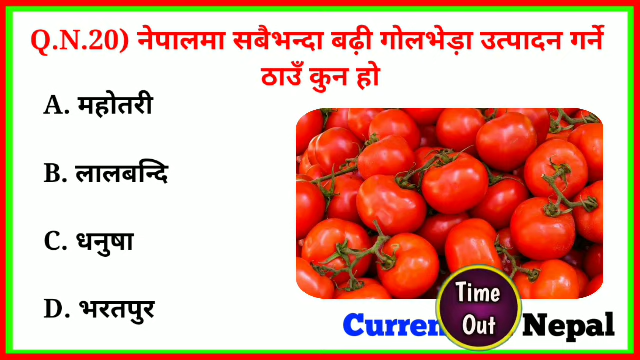 Q.N.20) नेपालमा सबैभन्दा बढी गोलभेड़ा उत्पादन गर्ने
ठाउँ कुन हो
A. महोतरी
B. लालबन्दि
C. धनुषा
D. भरतपुर
Time
Out
Curren Nepal